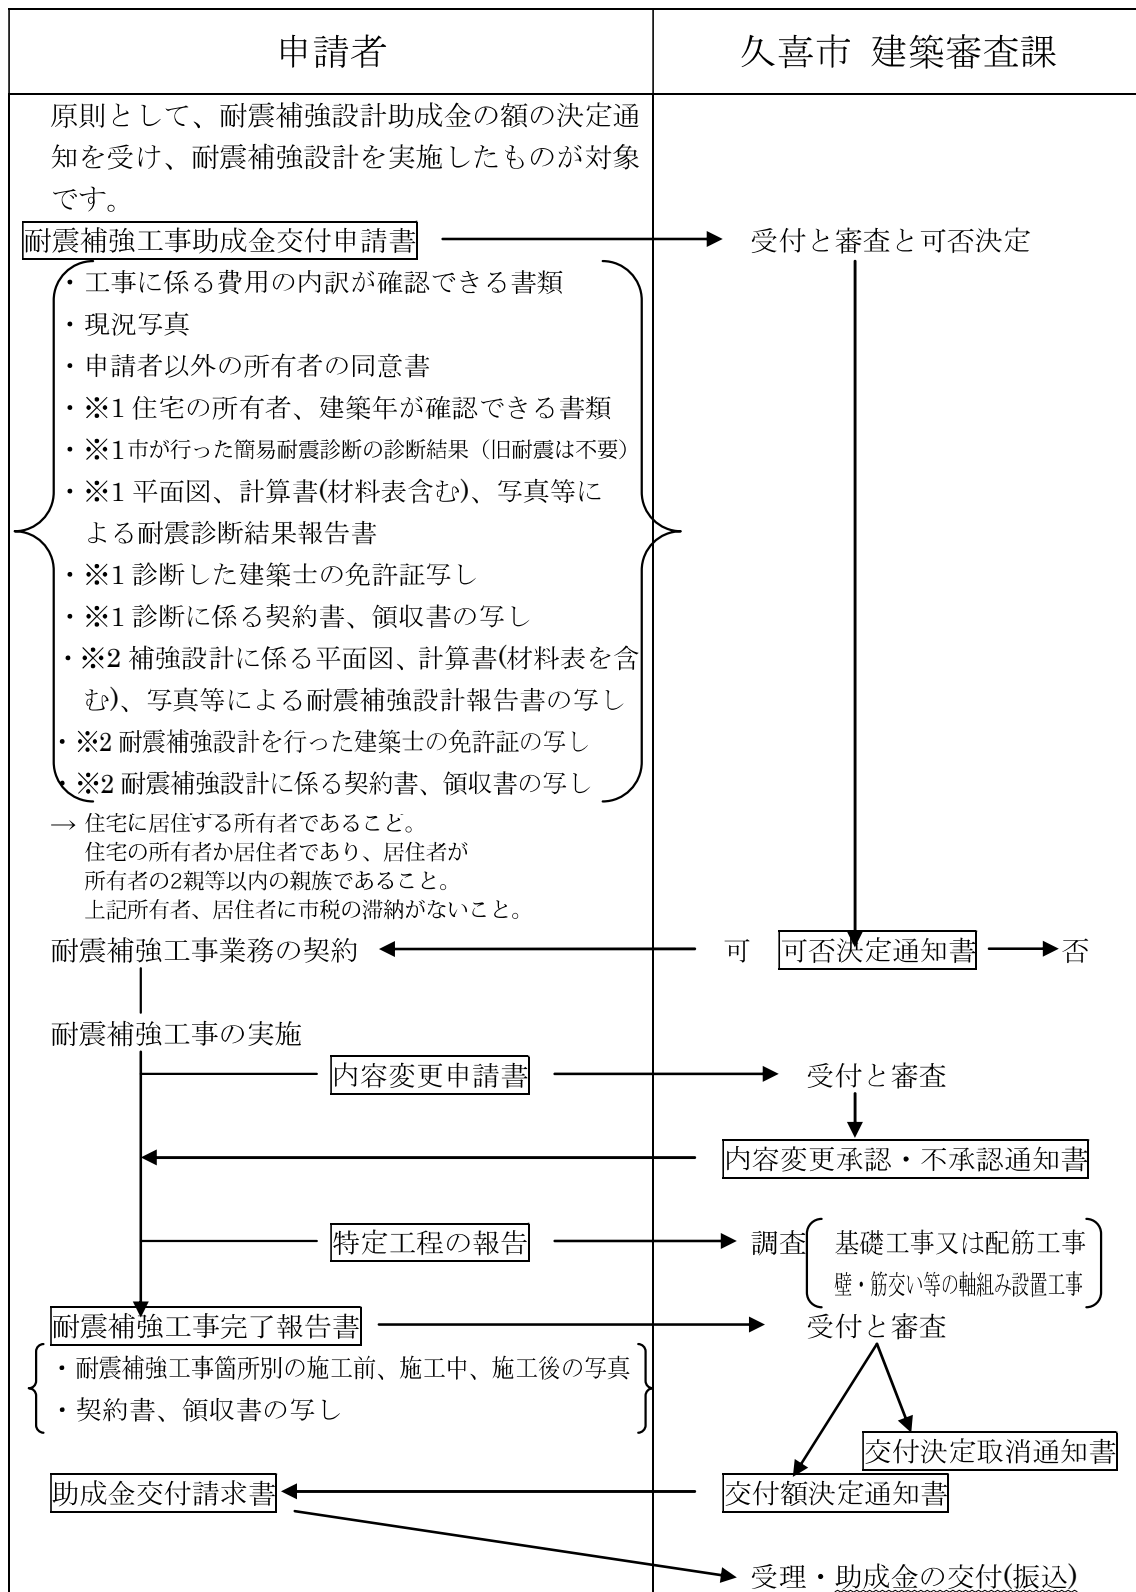 申請者
久喜市 建築審査課
原則として、耐震補強設計助成金の額の決定通
知を受け、耐震補強設計を実施したものが対象
です。
耐震補強工事助成金交付申請書
受付と審査と可否決定
・工事に係る費用の内訳が確認できる書類
・現況写真
・申請者以外の所有者の同意書
・※1 住宅の所有者、建築年が確認できる書類
・※1 市が行った簡易耐震診断の診断結果（旧耐震は不要）
・※1 平面図、計算書(材料表含む)、写真等に
よる耐震診断結果報告書
・※1 診断した建築士の免許証写し
・※1 診断に係る契約書、領収書の写し
・※2 補強設計に係る平面図、計算書(材料表を含
む)、写真等による耐震補強設計報告書の写し
・※2 耐震補強設計を行った建築士の免許証の写し
・※2 耐震補強設計に係る契約書、領収書の写し
→ 住宅に居住する所有者であること。
住宅の所有者か居住者であり、居住者が
所有者の2親等以内の親族であること。
上記所有者、居住者に市税の滞納がないこと。
耐震補強工事業務の契約
可
可否決定通知書
否
耐震補強工事の実施
内容変更申請書
受付と審査
内容変更承認・不承認通知書
特定工程の報告
調査
基礎工事又は配筋工事
壁・筋交い等の軸組み設置工事
耐震補強工事完了報告書
受付と審査
・耐震補強工事箇所別の施工前、施工中、施工後の写真
・契約書、領収書の写し
交付決定取消通知書
助成金交付請求書
交付額決定通知書
受理・助成金の交付(振込)